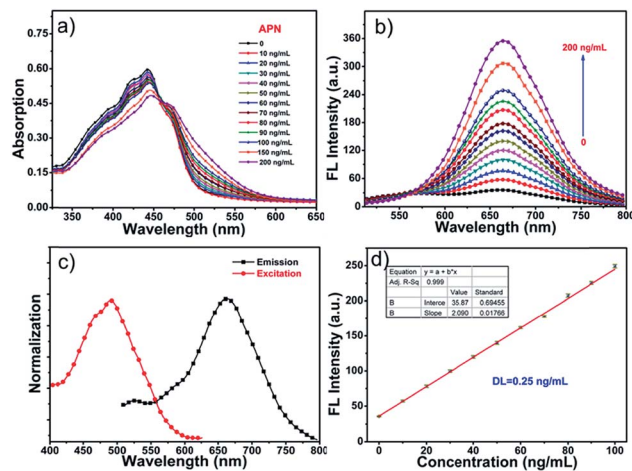 a)
APN
0
10 ng/mL
20 ng/mL
30 ng/mL
40 ng/mL
50 ng/mL
60 ng/mL
70 ng/mL
80 ng/mL
90 ng/mL
100 ng/mL
150 ng/mL
200 ng/mL
Absorption
0.60
0.45
0.30
0.15
0.00
350 400 450 500 550 600 650
Wavelength (nm)
b)
200 ng/mL
0
FL Intensity (a.u.)
360
300
240
180
120
60
0
550 600 650 700 750 800
Wavelength (nm)
c)
Emission
Excitation
Normalization
400 450 500 550 600 650 700 750 800
Wavelength (nm)
d)
Equation y = a + b*x
Adj. R-Sq 0.999
Value Standard
B Interce 35.87 0.69455
B Slope 2.090 0.01766
DL=0.25 ng/mL
FL Intensity (a.u.)
250
200
150
100
50
0
0 20 40 60 80 100
Concentration (ng/mL)